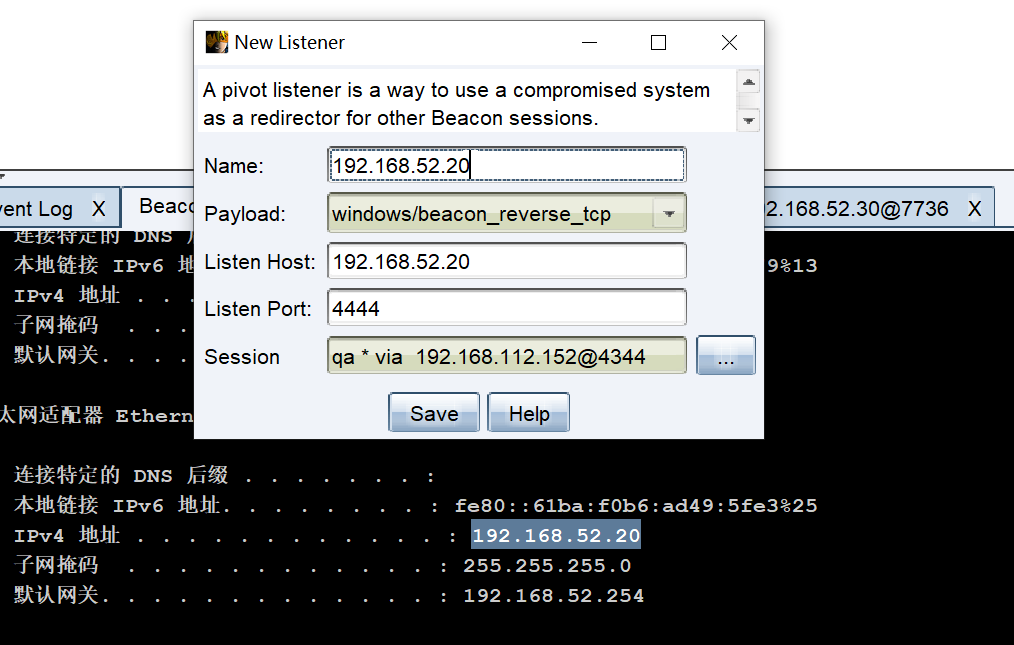 New Listener
A pivot listener is a way to use a compromised system
as a redirector for other Beacon sessions.
Name: 192.168.52.20
Payload: windows/beacon_reverse_tcp
Listen Host: 192.168.52.20
Listen Port: 4444
Session qa * via 192.168.112.152@4344 ...
Save Help
vent Log X Beaco 2.168.52.30@7736 X
连接特定的 DNS 后
本地链接 IPv6 地 9%13
IPv4 地址 . . .
子网掩码 . . .
默认网关. . . .
太网适配器 Ethern
连接特定的 DNS 后缀 . . . . . . . . :
本地链接 IPv6 地址. . . . . . . . . : fe80::61ba:f0b6:ad49:5fe3%25
IPv4 地址 . . . . . . . . . . . . . : 192.168.52.20
子网掩码 . . . . . . . . . . . . . : 255.255.255.0
默认网关. . . . . . . . . . . . . . : 192.168.52.254